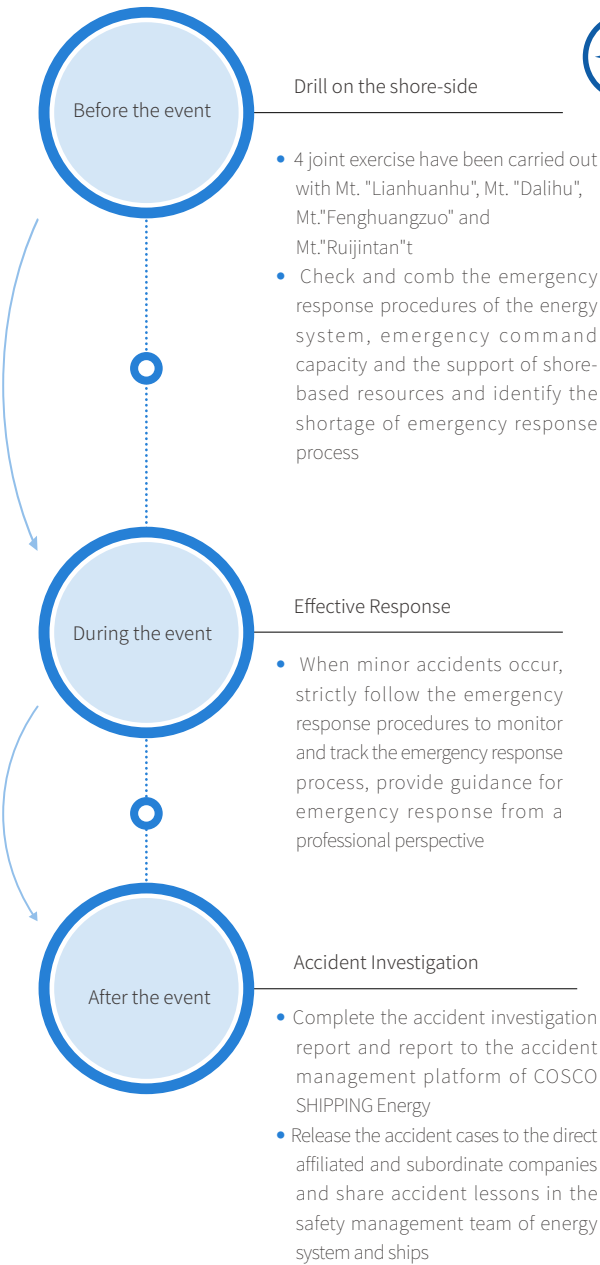 Before the event
Drill on the shore-side
4 joint exercise have been carried out
with Mt. "Lianhuanhu", Mt. "Dalihu",
Mt."Fenghuangzuo" and
Mt."Ruijintan"t
Check and comb the emergency
response procedures of the energy
system, emergency command
capacity and the support of shore-
based resources and identify the
shortage of emergency response
process
During the event
Effective Response
When minor accidents occur,
strictly follow the emergency
response procedures to monitor
and track the emergency response
process, provide guidance for
emergency response from a
professional perspective
After the event
Accident Investigation
Complete the accident investigation
report and report to the accident
management platform of COSCO
SHIPPING Energy
Release the accident cases to the direct
affiliated and subordinate companies
and share accident lessons in the
safety management team of energy
system and ships